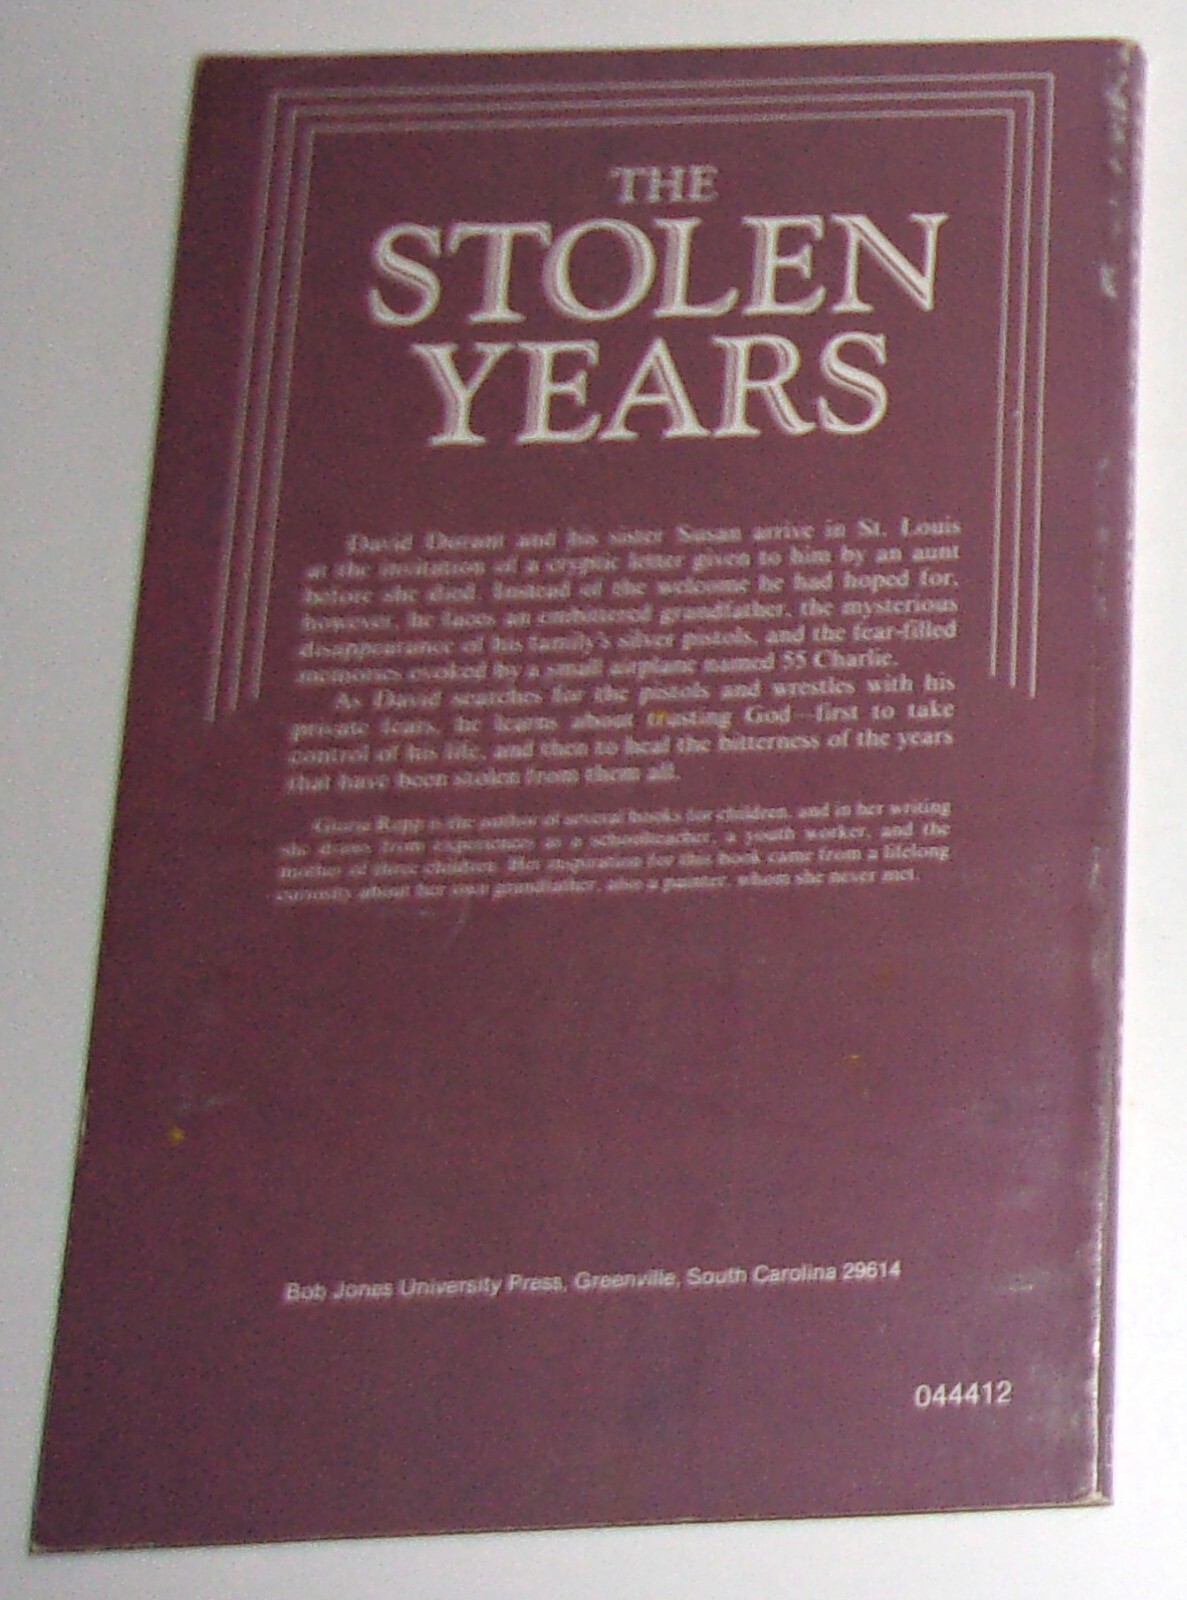 THE
STOLEN
YEARS
David Durant and his sister Susan arrive in St. Louis
at the invitation of a cryptic letter given to him by an aunt
before she died. Instead of the welcome he had hoped for,
however, he faces an embittered grandfather, the mysterious
disappearance of his family's silver pistols, and the fear-filled
memories evoked by a small airplane named 55 Charlie.
As David searches for the pistols and wrestles with his
private fears, he learns about trusting God—first to take
control of his life, and then to heal the bitterness of the years
that have been stolen from them all.
Gloria Repp is the author of several books for children, and in her writing
she draws from experiences as a schoolteacher, a youth worker, and the
mother of three children. Her inspiration for this book came from a lifelong
curiosity about her own grandfather, also a painter, whom she never met.
Bob Jones University Press, Greenville, South Carolina 29614
044412